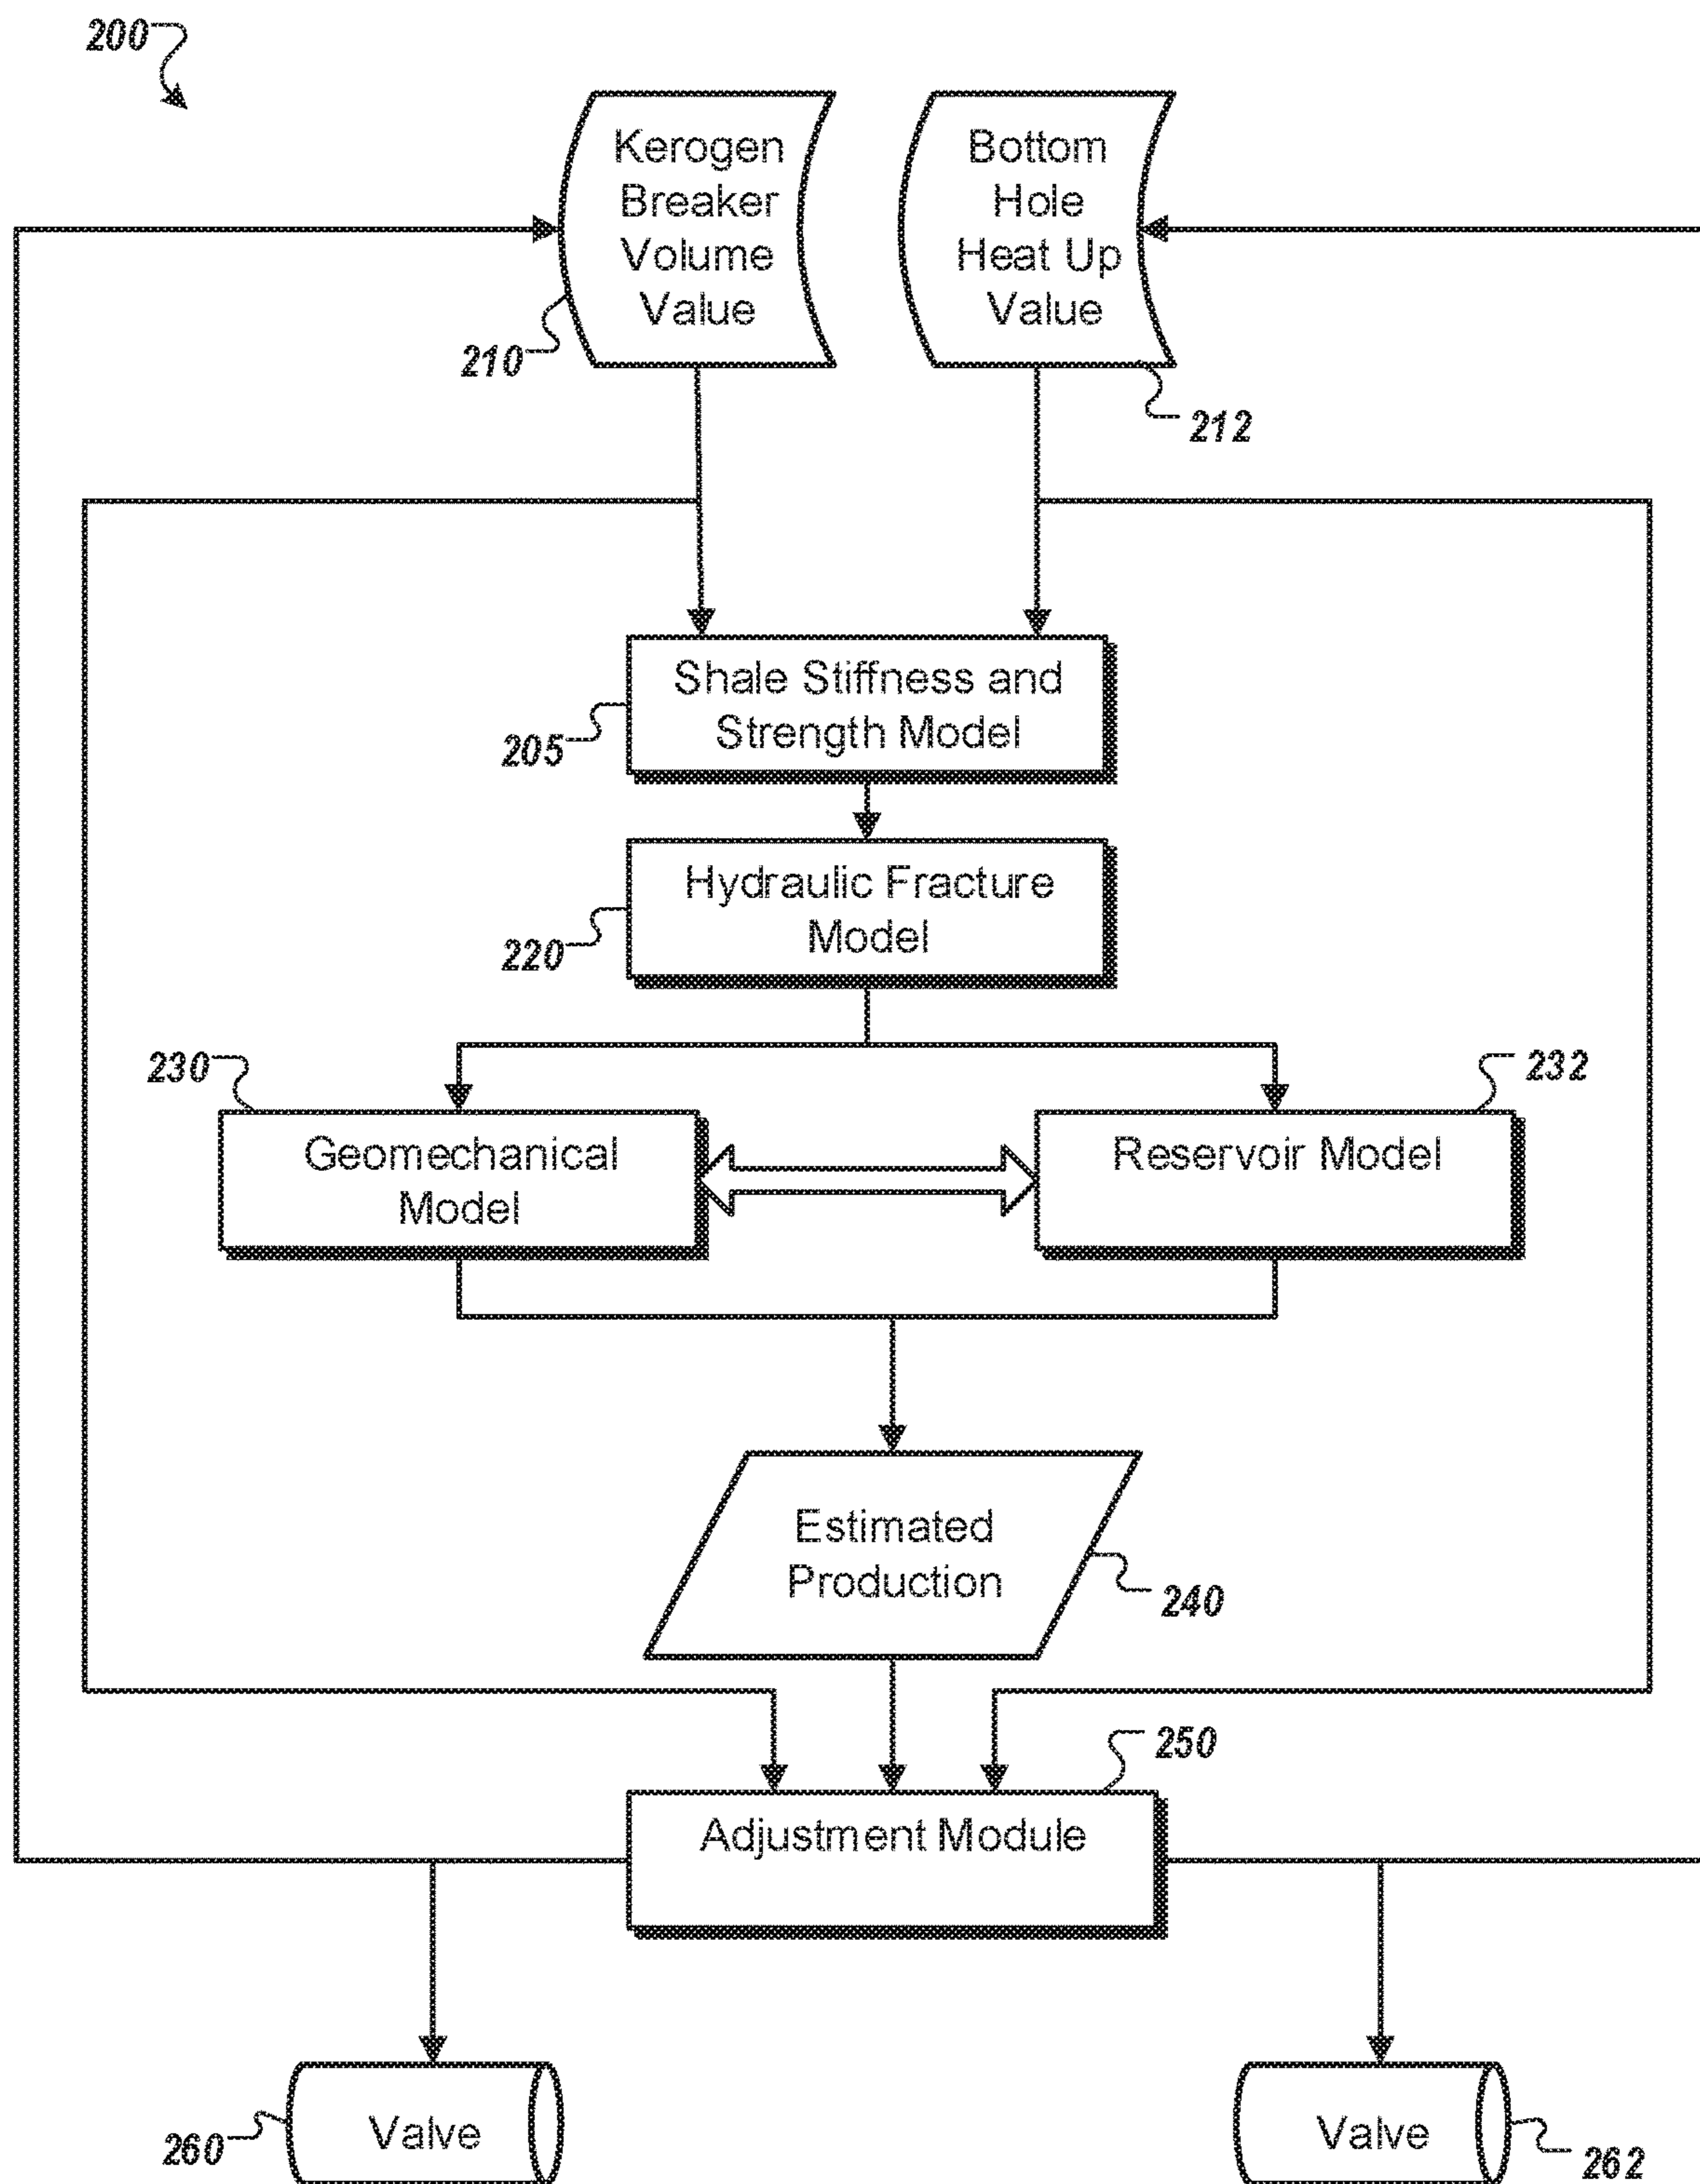 200
Kerogen
Breaker
Volume
Value
210
Bottom
Hole
Heat Up
Value
212
Shale Stiffness and
Strength Model
205
Hydraulic Fracture
Model
220
230
232
Geomechanical
Model
Reservoir Model
Estimated
Production
240
250
Adjustment Module
Valve
260
Valve
262